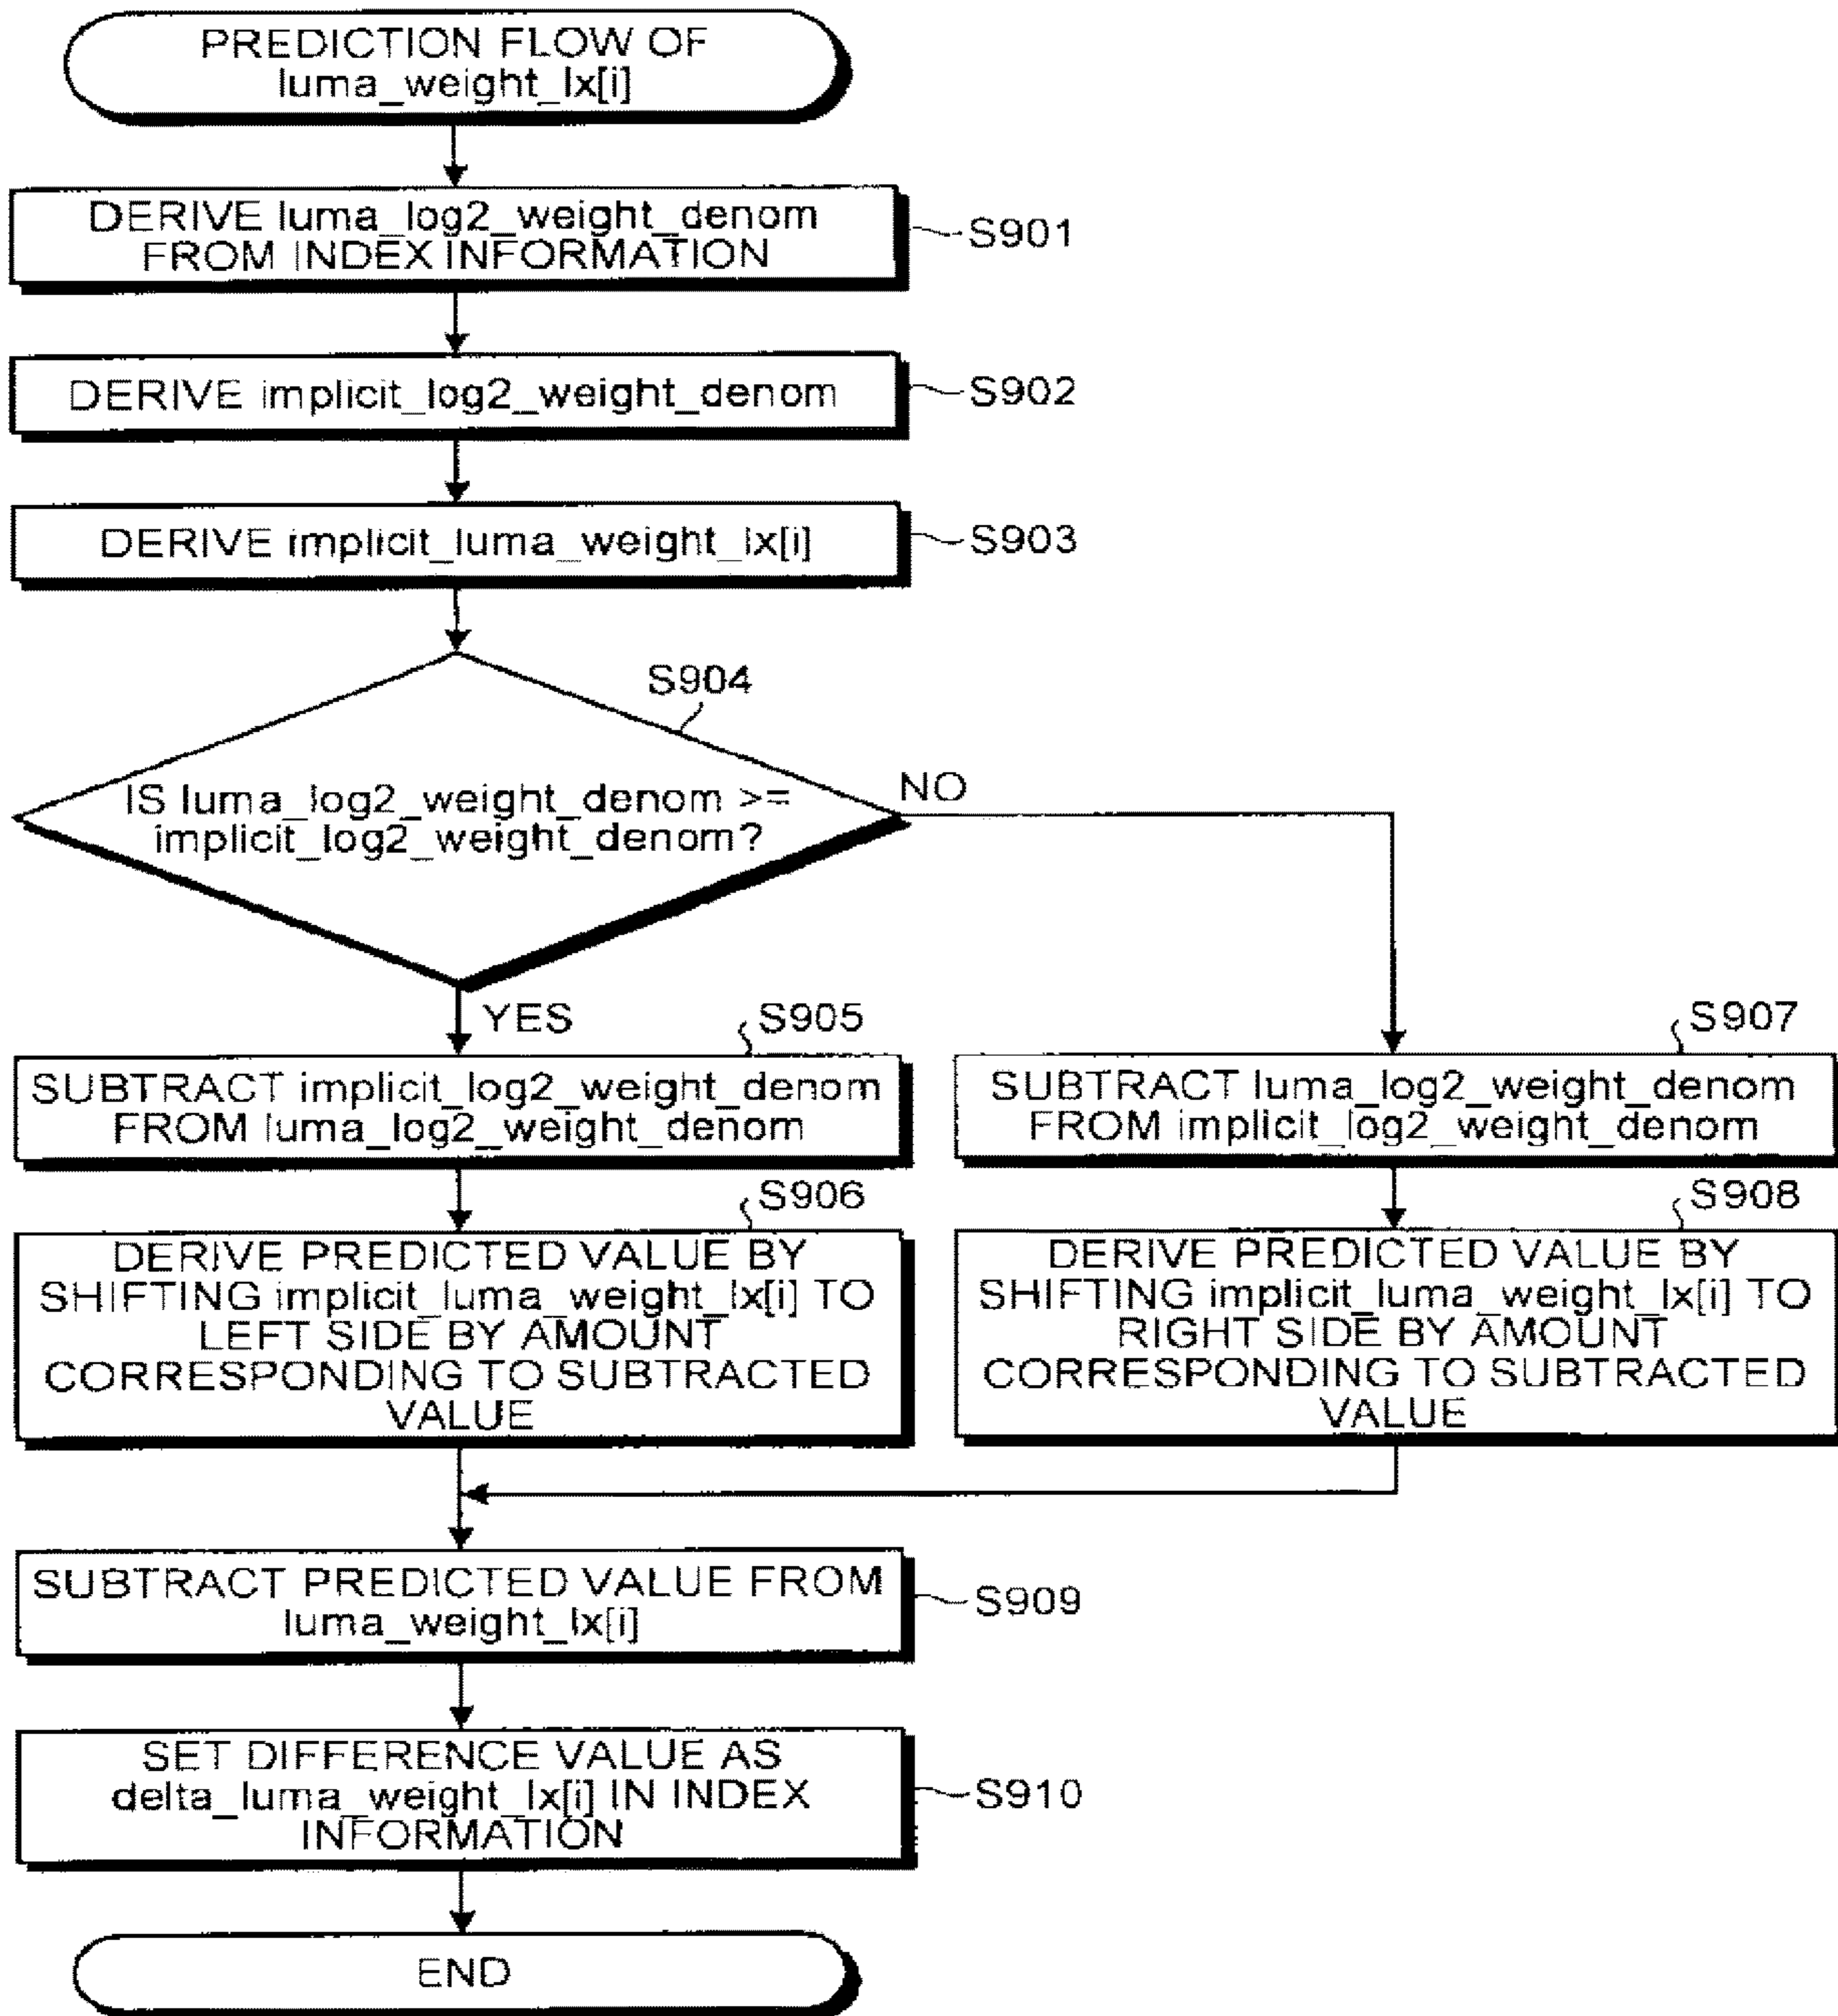 PREDICTION FLOW OF
luma_weight_lx[i]
DERIVE luma_log2_weight_denom
FROM INDEX INFORMATION
S901
DERIVE implicit_log2_weight_denom
S902
DERIVE implicit_luma_weight_lx[i]
S903
S904
IS luma_log2_weight_denom >=
implicit_log2_weight_denom?
NO
YES
S905
SUBTRACT implicit_log2_weight_denom
FROM luma_log2_weight_denom
S907
SUBTRACT luma_log2_weight_denom
FROM implicit_log2_weight_denom
S906
DERIVE PREDICTED VALUE BY
SHIFTING implicit_luma_weight_lx[i] TO
LEFT SIDE BY AMOUNT
CORRESPONDING TO SUBTRACTED
VALUE
S908
DERIVE PREDICTED VALUE BY
SHIFTING implicit_luma_weight_lx[i] TO
RIGHT SIDE BY AMOUNT
CORRESPONDING TO SUBTRACTED
VALUE
SUBTRACT PREDICTED VALUE FROM
luma_weight_lx[i]
S909
SET DIFFERENCE VALUE AS
delta_luma_weight_lx[i] IN INDEX
INFORMATION
S910
END